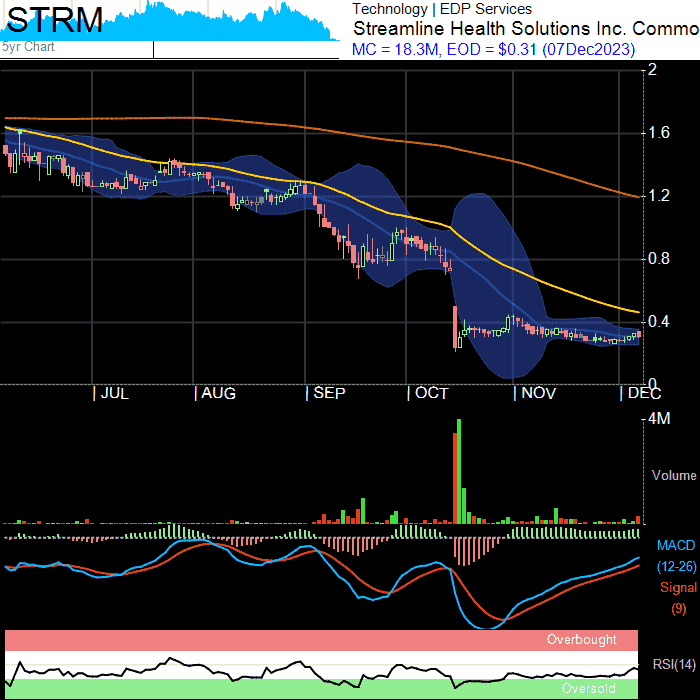 STRM
5yr Chart
Technology | EDP Services
Streamline Health Solutions Inc. Commo
MC = 18.3M, EOD = $0.31 (07Dec2023)
2
1.6
1.2
0.8
0.4
0
| JUL | AUG | SEP | OCT | NOV | DEC
4M
Volume
MACD
(12-26)
Signal
(9)
Overbought
RSI(14)
Oversold